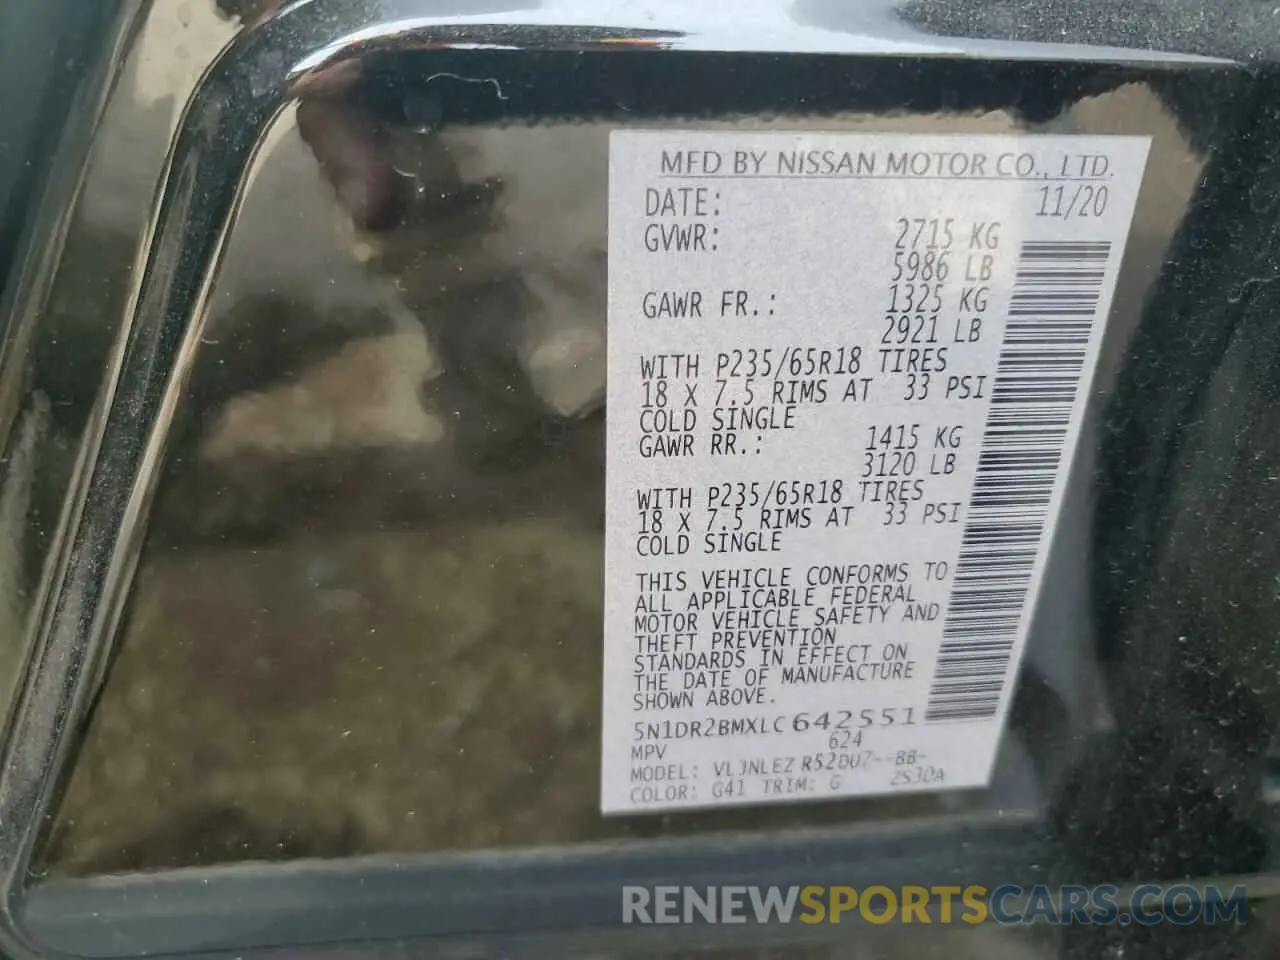 MFD BY NISSAN MOTOR CO., LTD.
DATE: 11/20
GVWR: 2715 KG
5986 LB
GAWR FR.: 1325 KG
2921 LB
WITH P235/65R18 TIRES
18 X 7.5 RIMS AT 33 PSI
COLD SINGLE
GAWR RR.: 1415 KG
3120 LB
WITH P235/65R18 TIRES
18 X 7.5 RIMS AT 33 PSI
COLD SINGLE
THIS VEHICLE CONFORMS TO
ALL APPLICABLE FEDERAL
MOTOR VEHICLE SAFETY AND
THEFT PREVENTION
STANDARDS IN EFFECT ON
THE DATE OF MANUFACTURE
SHOWN ABOVE.
5N1DR2BMXLC642551
MPV 624
MODEL: VLJNLEZ R52DUZ--BB-
COLOR: G41 TRIM: G 2S30A
RENEWSPORTSCARS.COM